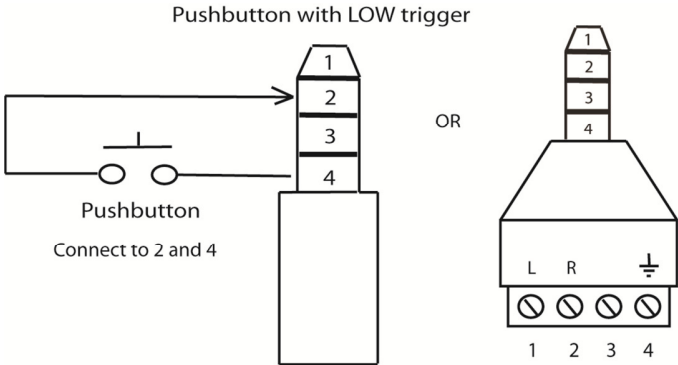 Pushbutton with LOW trigger
1
2
3
4
Pushbutton
Connect to 2 and 4
OR
1
2
3
4
L R
1 2 3 4